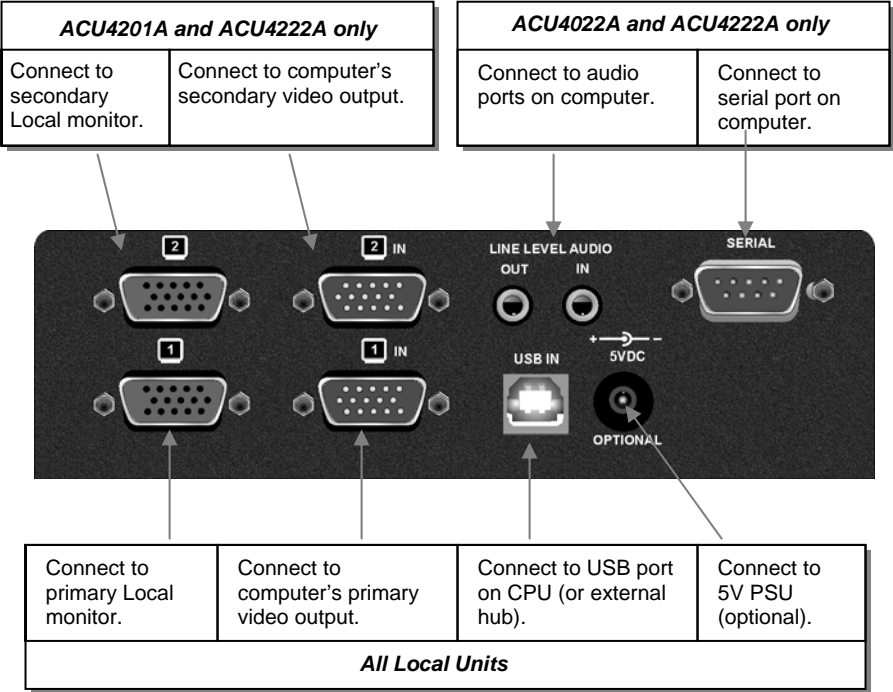 ACU4201A and ACU4222A only
Connect to
secondary
Local monitor.
Connect to computer's
secondary video output.
ACU4022A and ACU4222A only
Connect to audio
ports on computer.
Connect to
serial port on
computer.
2
2 IN
LINE LEVEL AUDIO
OUT IN
SERIAL
1
1 IN
USB IN
+ −
5VDC
OPTIONAL
Connect to
primary Local
monitor.
Connect to
computer's primary
video output.
Connect to USB port
on CPU (or external
hub).
Connect to
5V PSU
(optional).
All Local Units